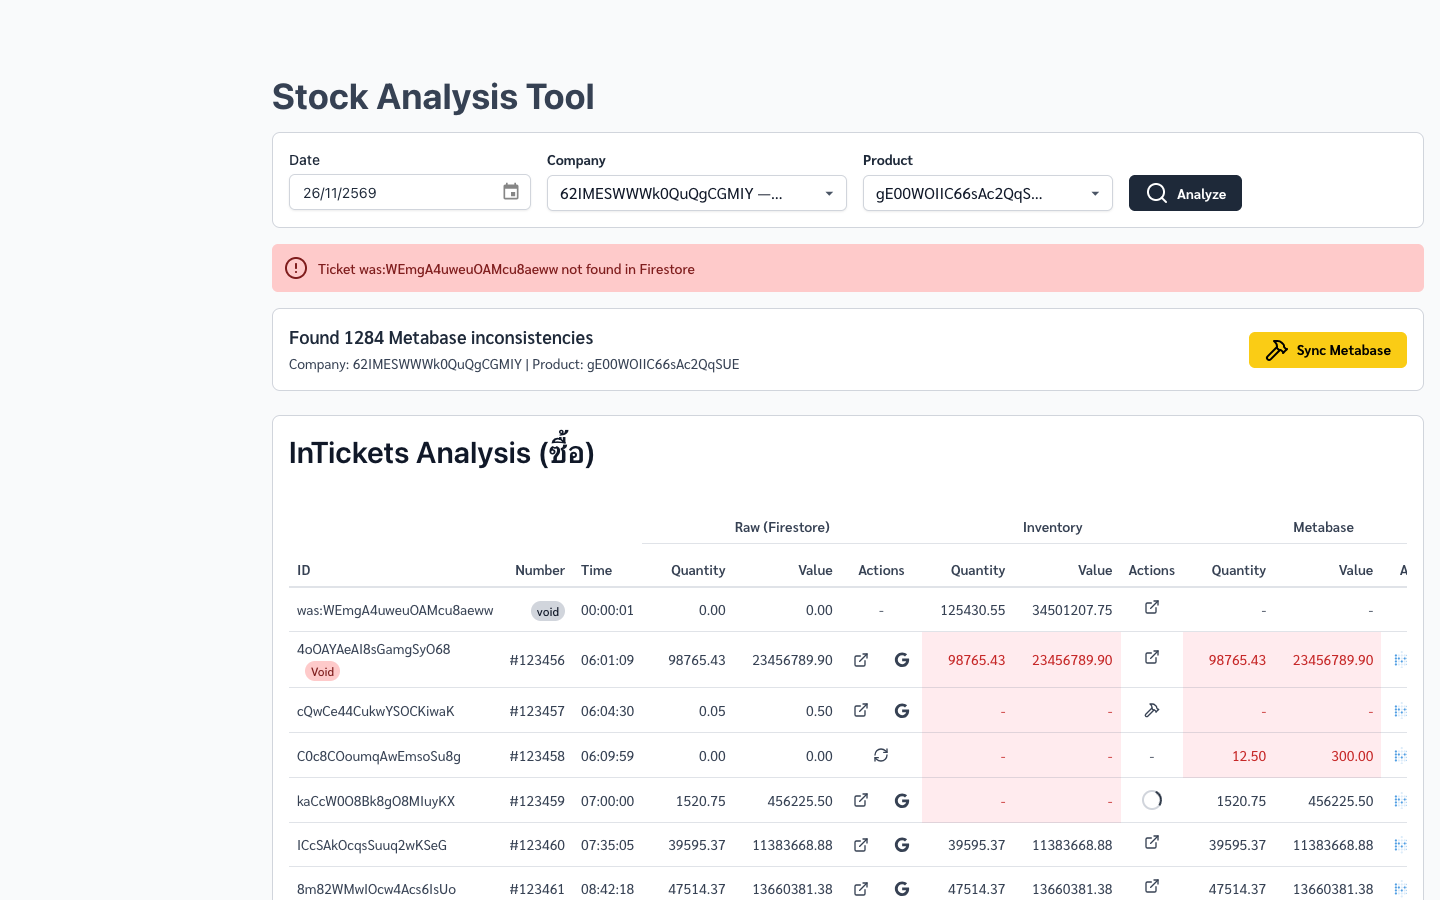 Stock Analysis Tool
Date
Company
Product
26/11/2569
62IMESWWWk0QuQgCGMIY —...
gE00WOIIC66sAc2QqS...
Analyze
Ticket was:WEmgA4uweuOAMcu8aeww not found in Firestore
Found 1284 Metabase inconsistencies
Company: 62IMESWWWk0QuQgCGMIY | Product: gE00WOIIC66sAc2QqSUE
Sync Metabase
InTickets Analysis (ซื้อ)
Raw (Firestore) Inventory Metabase
ID Number Time Quantity Value Actions Quantity Value Actions Quantity Value A
was:WEmgA4uweuOAMcu8aeww void 00:00:01 0.00 0.00 - 125430.55 34501207.75 - -
4oOAYAeAI8sGamgSyO68 Void #123456 06:01:09 98765.43 23456789.90 98765.43 23456789.90 98765.43 23456789.90
cQwCe44CukwYSOCKiwaK #123457 06:04:30 0.05 0.50 - - - -
C0c8COoumqAwEmsoSu8g #123458 06:09:59 0.00 0.00 - - - 12.50 300.00
kaCcW0O8Bk8gO8MIuyKX #123459 07:00:00 1520.75 456225.50 - - 1520.75 456225.50
ICcSAkOcqsSuuq2wKSeG #123460 07:35:05 39595.37 11383668.88 39595.37 11383668.88 39595.37 11383668.88
8m82WMwIOcw4Acs6IsUo #123461 08:42:18 47514.37 13660381.38 47514.37 13660381.38 47514.37 13660381.38